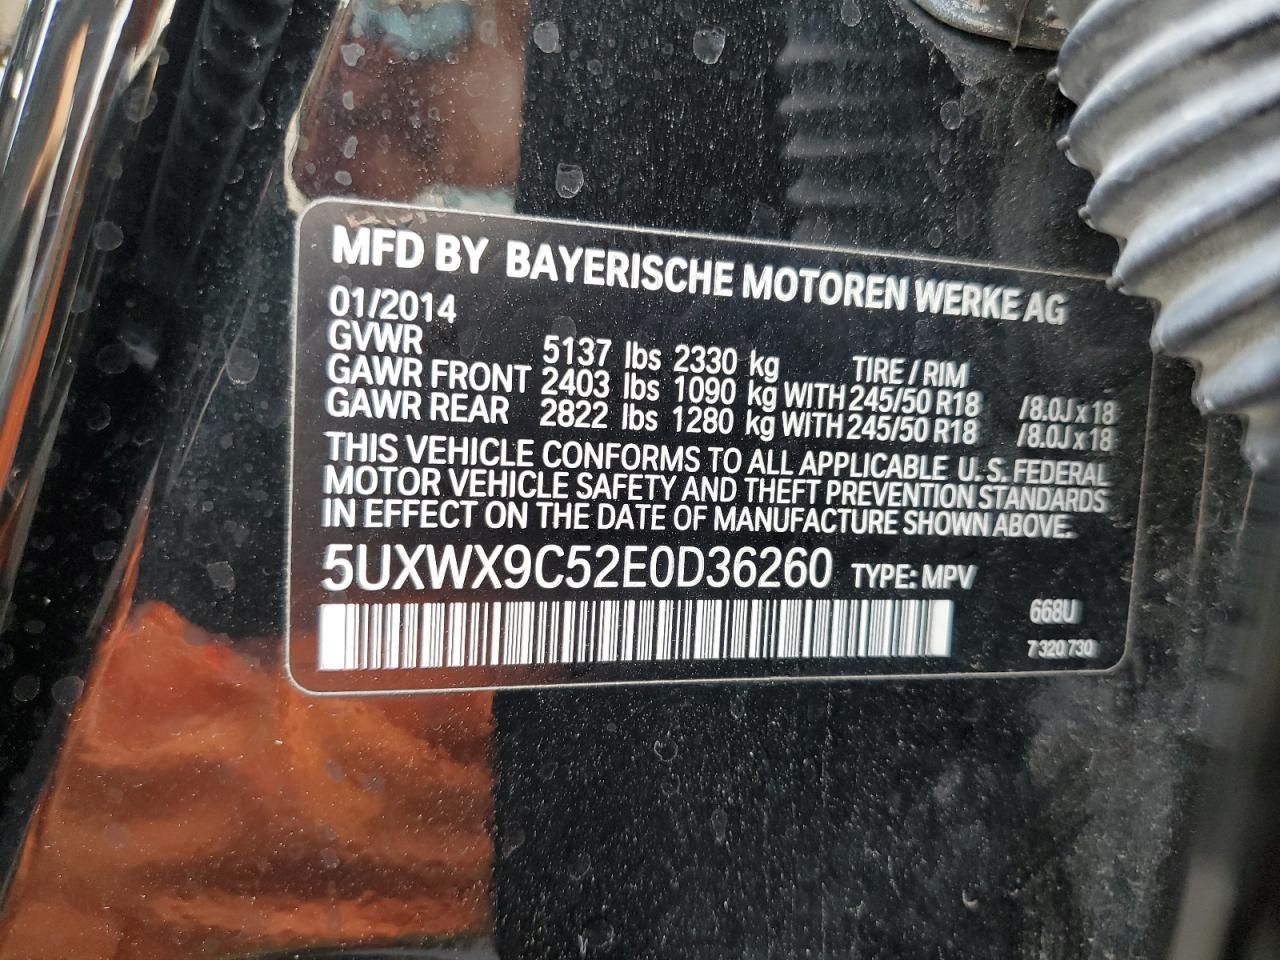 MFD BY BAYERISCHE MOTOREN WERKE AG
01/2014
GVWR 5137 lbs 2330 kg TIRE / RIM
GAWR FRONT 2403 lbs 1090 kg WITH 245/50 R18 /8.0J x 18
GAWR REAR 2822 lbs 1280 kg WITH 245/50 R18 /8.0J x 18
THIS VEHICLE CONFORMS TO ALL APPLICABLE U.S. FEDERAL
MOTOR VEHICLE SAFETY AND THEFT PREVENTION STANDARDS
IN EFFECT ON THE DATE OF MANUFACTURE SHOWN ABOVE.
5UXWX9C52E0D36260 TYPE: MPV
668U
7 320 730